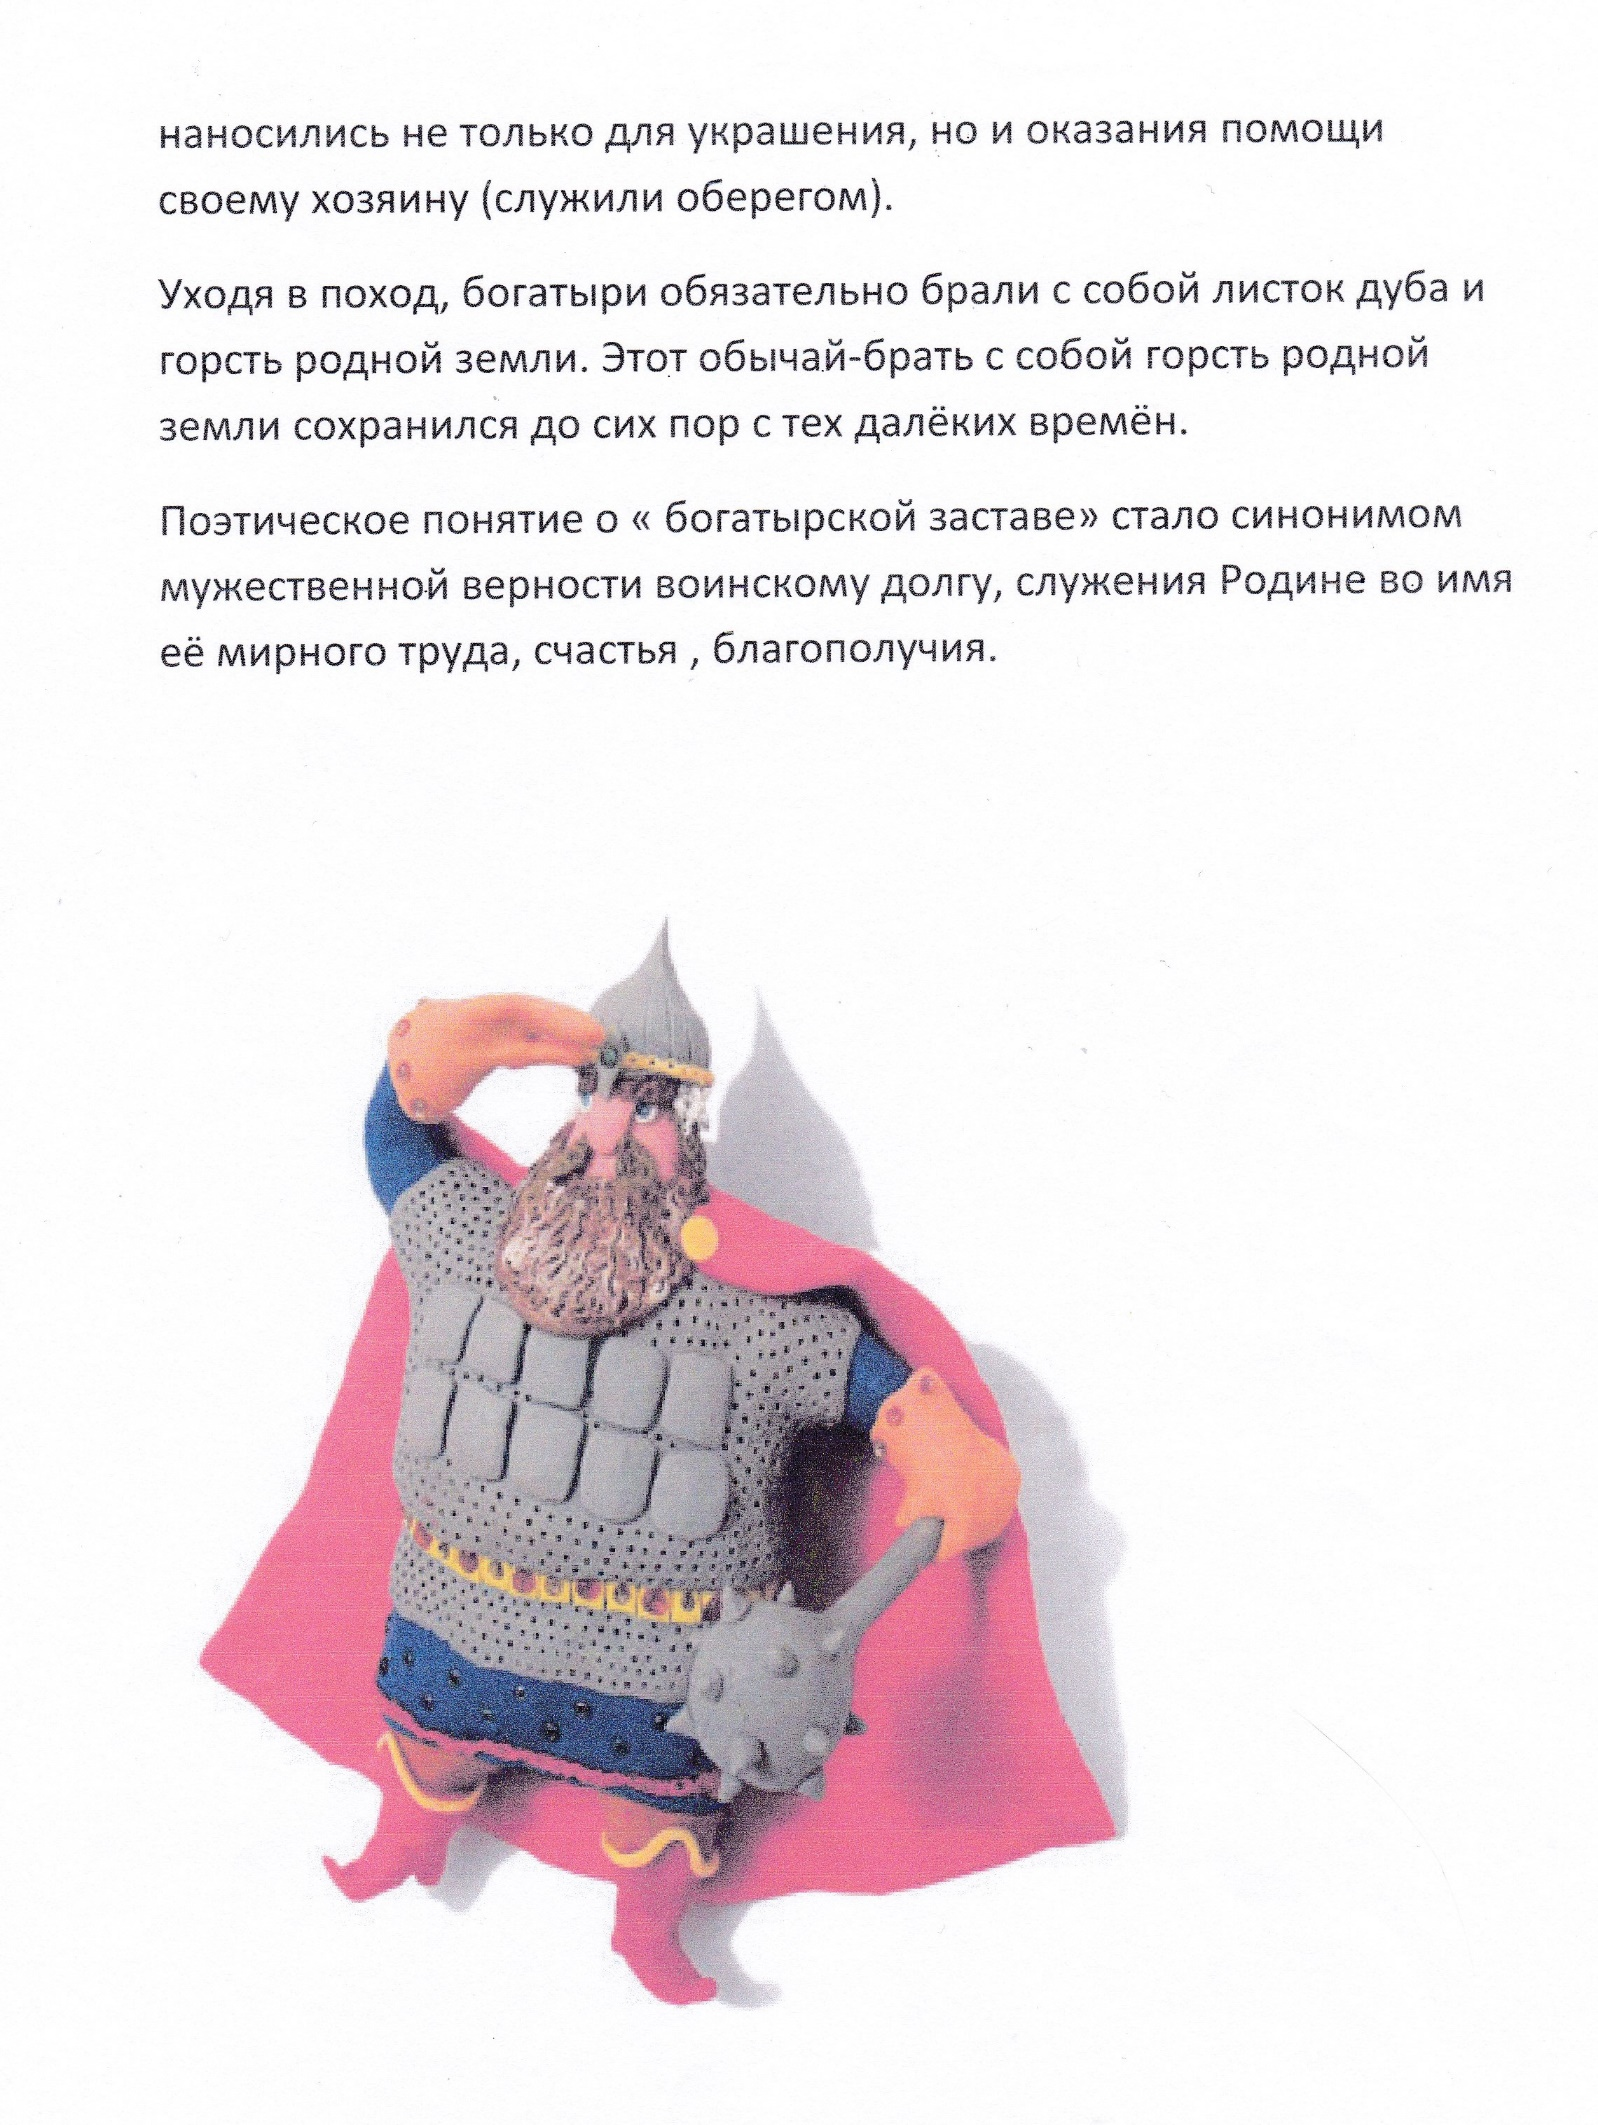 наносились не только для украшения, но и оказания помощи
своему хозяину (служили оберегом).
Уходя в поход, богатыри обязательно брали с собой листок дуба и
горсть родной земли. Этот обычай-брать с собой горсть родной
земли сохранился до сих пор с тех далёких времён.
Поэтическое понятие о « богатырской заставе» стало синонимом
мужественной верности воинскому долгу, служения Родине во имя
её мирного труда, счастья , благополучия.